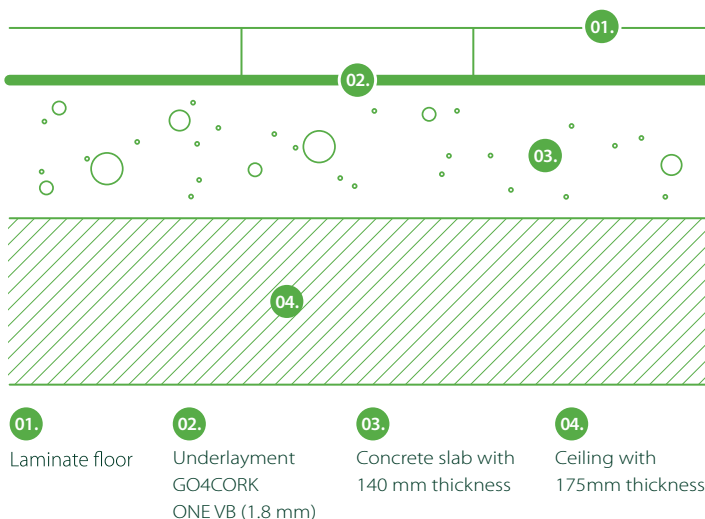 01.
02.
03.
04.
01.
Laminate floor
02.
Underlayment
GO4CORK
ONE VB (1.8 mm)
03.
Concrete slab with
140 mm thickness
04.
Ceiling with
175mm thickness